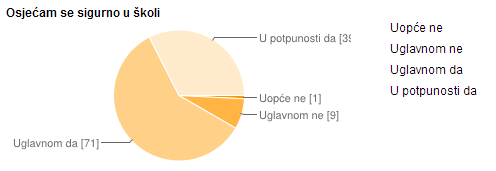 Osjećam se sigurno u školi
U potpunosti da [39
Uopće ne [1]
Uglavnom ne [9]
Uglavnom da [71]
Uopće ne
Uglavnom ne
Uglavnom da
U potpunosti da